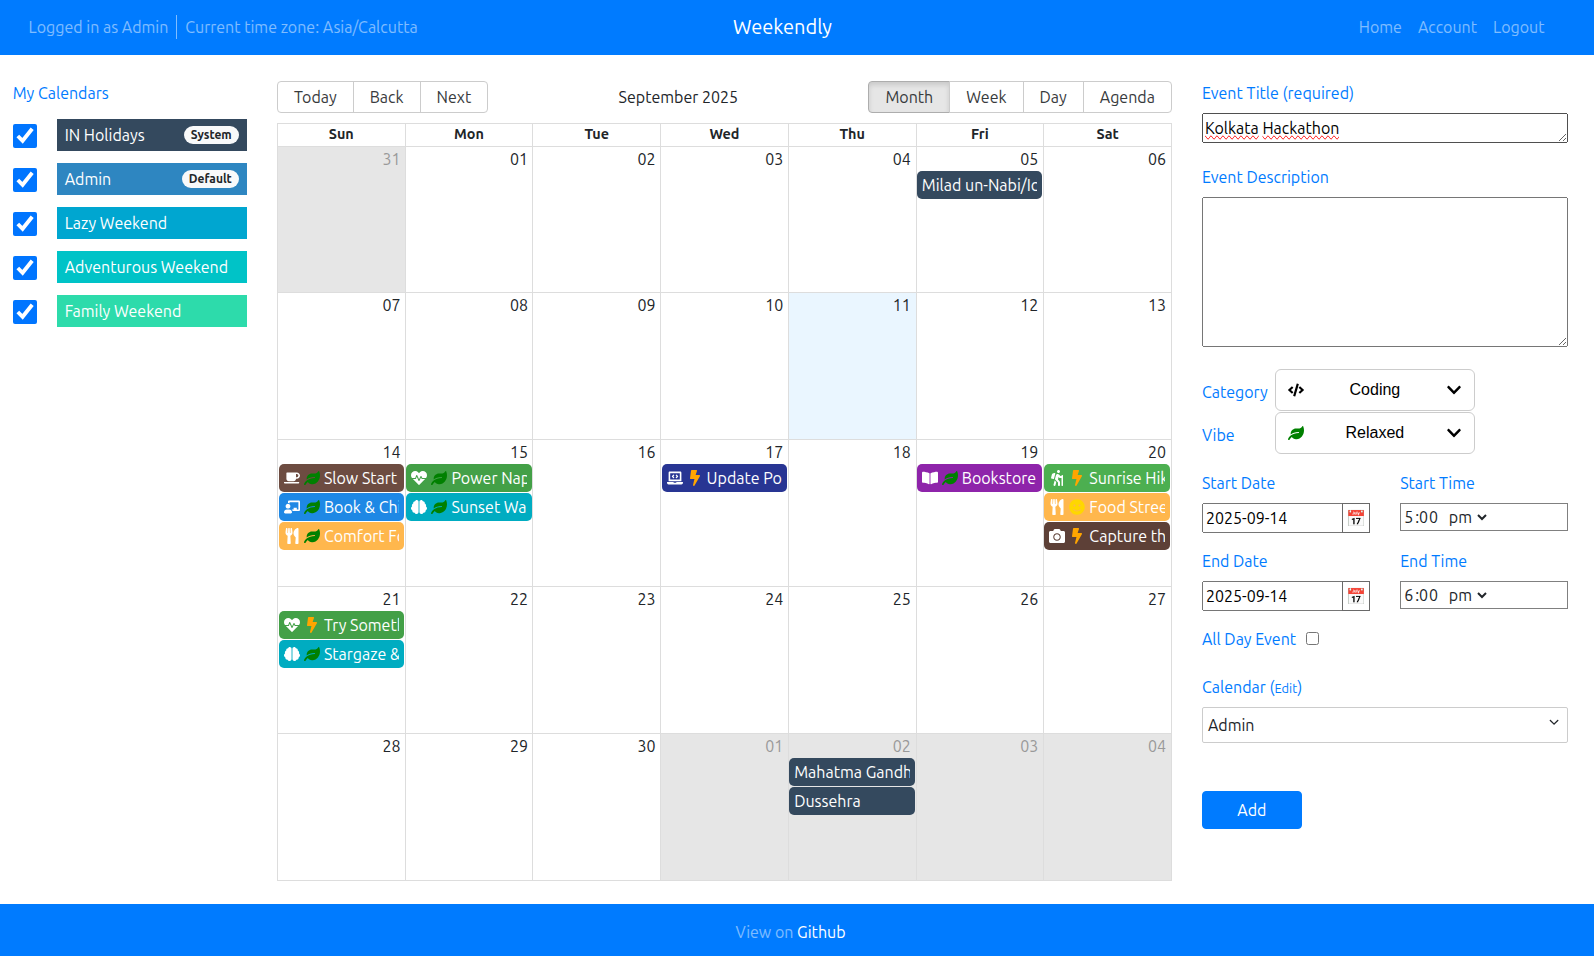 Logged in as Admin Current time zone: Asia/Calcutta Weekendly Home Account Logout
My Calendars
IN Holidays System
Admin Default
Lazy Weekend
Adventurous Weekend
Family Weekend
Today Back Next September 2025 Month Week Day Agenda
Sun Mon Tue Wed Thu Fri Sat
31 01 02 03 04 05 06
Milad un-Nabi/Ic
07 08 09 10 11 12 13
14 15 16 17 18 19 20
Slow Start Power Nap Update Po Bookstore Sunrise Hik
Book & Ch Sunset Wa Food Stree
Comfort Fo Capture th
21 22 23 24 25 26 27
Try Someth
Stargaze &
28 29 30 01 02 03 04
Mahatma Gandh
Dussehra
Event Title (required)
Kolkata Hackathon
Event Description
Category Coding
Vibe Relaxed
Start Date Start Time
2025-09-14 5:00 pm
End Date End Time
2025-09-14 6:00 pm
All Day Event
Calendar (Edit)
Admin
Add
View on Github